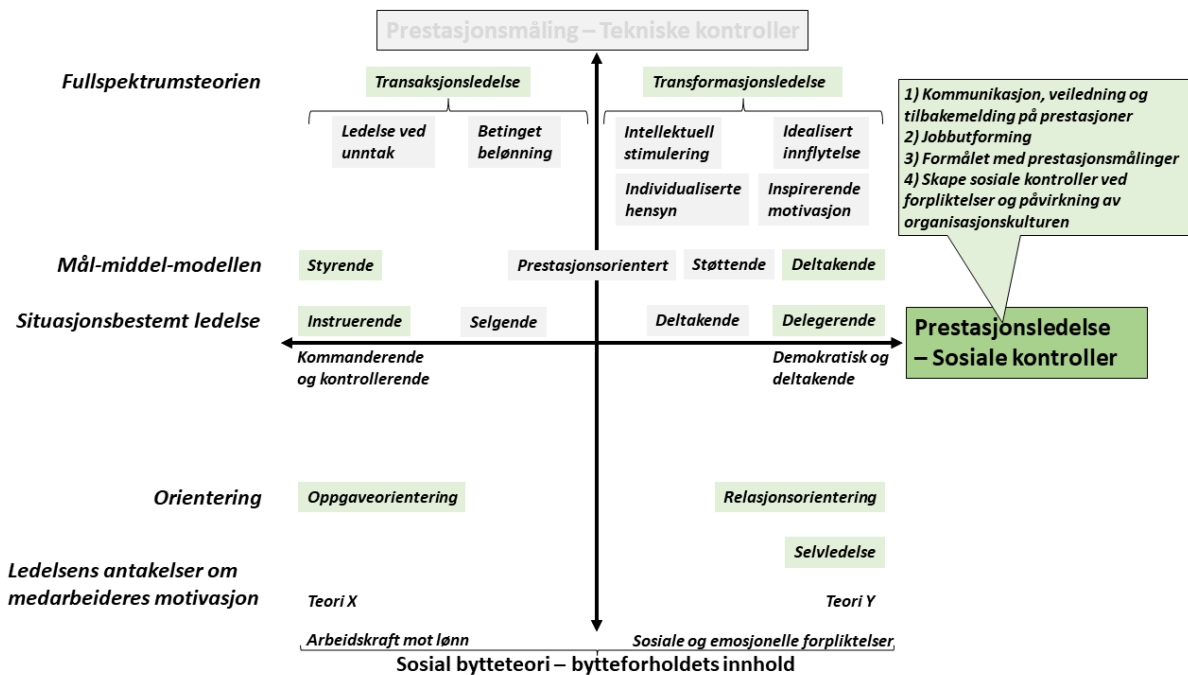 Prestasjonsmåling – Tekniske kontroller
Fullspektrumsteorien
Transaksjonsledelse
Transformasjonsledelse
Ledelse ved
unntak
Betinget
belønning
Intellektuell
stimulering
Idealisert
innflytelse
Individualiserte
hensyn
Inspirerende
motivasjon
1) Kommunikasjon, veiledning og
tilbakemelding på prestasjoner
2) Jobbutforming
3) Formålet med prestasjonsmålinger
4) Skape sosiale kontroller ved
forpliktelser og påvirkning av
organisasjonskulturen
Mål-middel-modellen
Styrende
Prestasjonsorientert
Støttende
Deltakende
Situasjonsbestemt ledelse
Instruerende
Selgende
Deltakende
Delegerende
Prestasjonsledelse
– Sosiale kontroller
Kommanderende
og kontrollerende
Demokratisk og
deltakende
Orientering
Oppgaveorientering
Relasjonsorientering
Selvledelse
Ledelsens antakelser om
medarbeideres motivasjon
Teori X
Teori Y
Arbeidskraft mot lønn
Sosiale og emosjonelle forpliktelser
Sosial bytteteori – bytteforholdets innhold